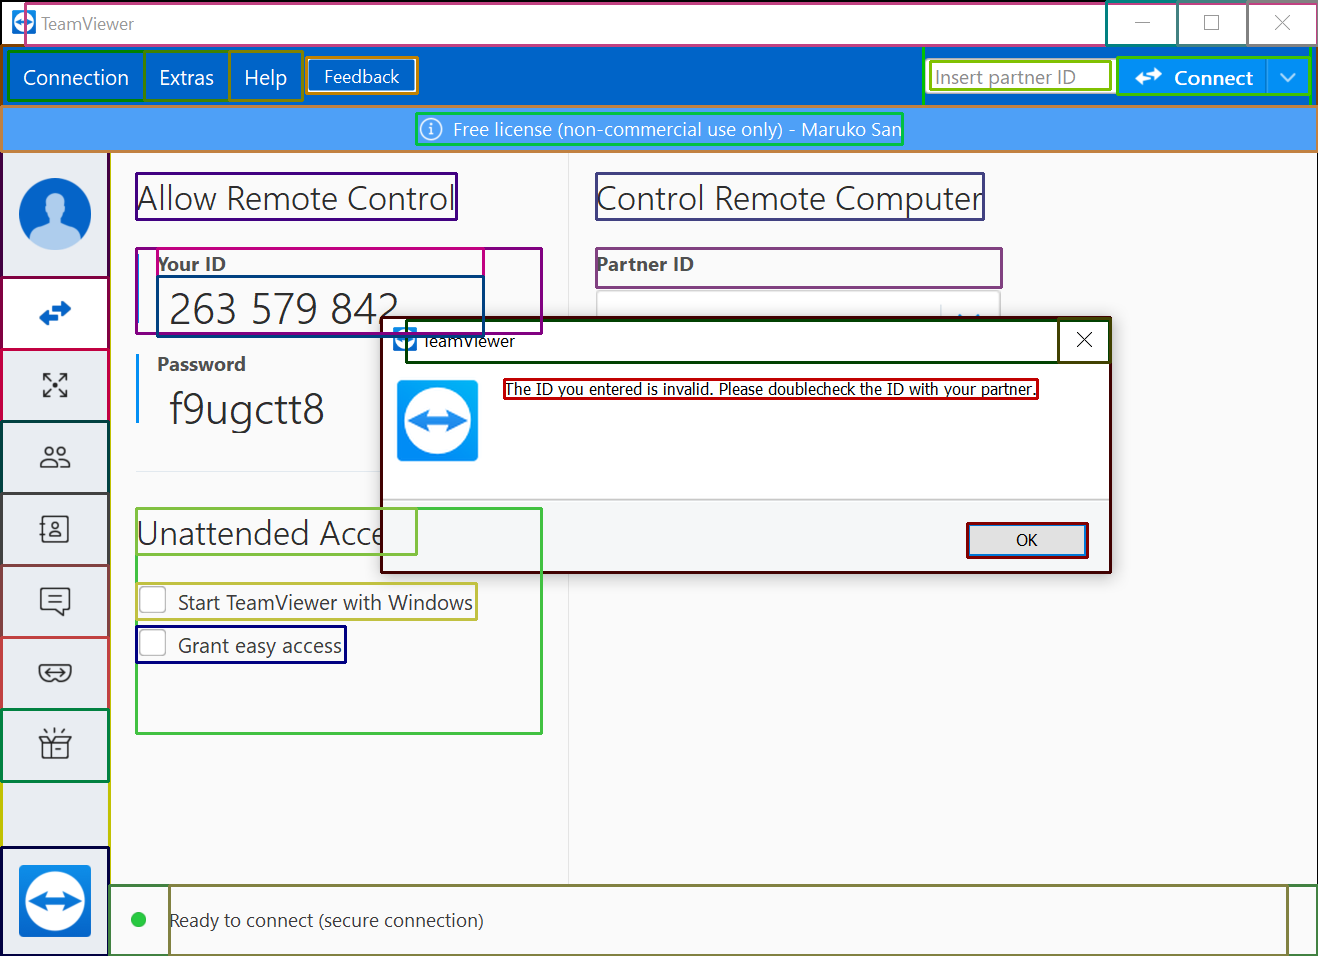 TeamViewer
Connection Extras Help Feedback
Insert partner ID Connect
Free license (non-commercial use only) - Maruko San
Allow Remote Control
Your ID
263 579 842
Password
f9ugctt8
Unattended Acce
Start TeamViewer with Windows
Grant easy access
Control Remote Computer
Partner ID
TeamViewer
The ID you entered is invalid. Please doublecheck the ID with your partner.
OK
Ready to connect (secure connection)